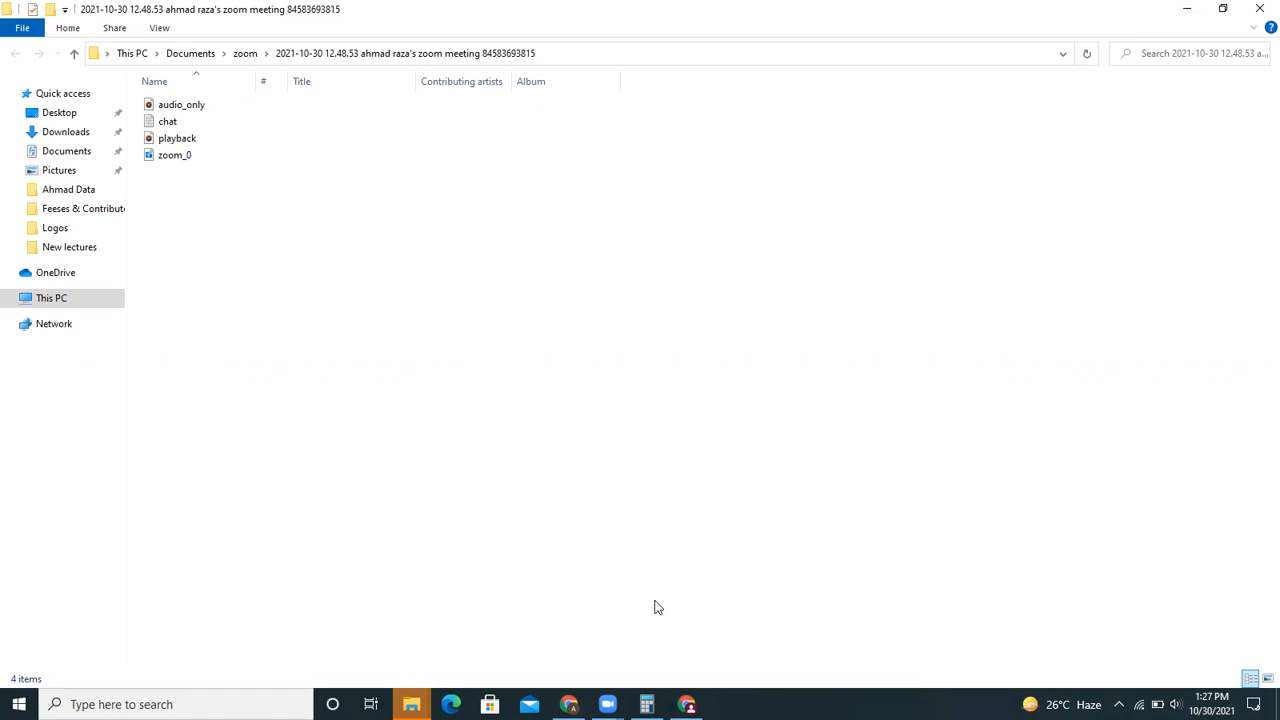 2021-10-30 12.48.53 ahmad raza's zoom meeting 84583693815
File Home Share View
This PC > Documents > zoom > 2021-10-30 12.48.53 ahmad raza's zoom meeting 84583693815
Search 2021-10-30 12.48.53 a...
Name # Title Contributing artists Album
Quick access
Desktop
Downloads
Documents
Pictures
Ahmad Data
Feeses & Contribute
Logos
New lectures
OneDrive
This PC
Network
audio_only
chat
playback
zoom_0
4 items
Type here to search
26°C Haze
1:27 PM
10/30/2021